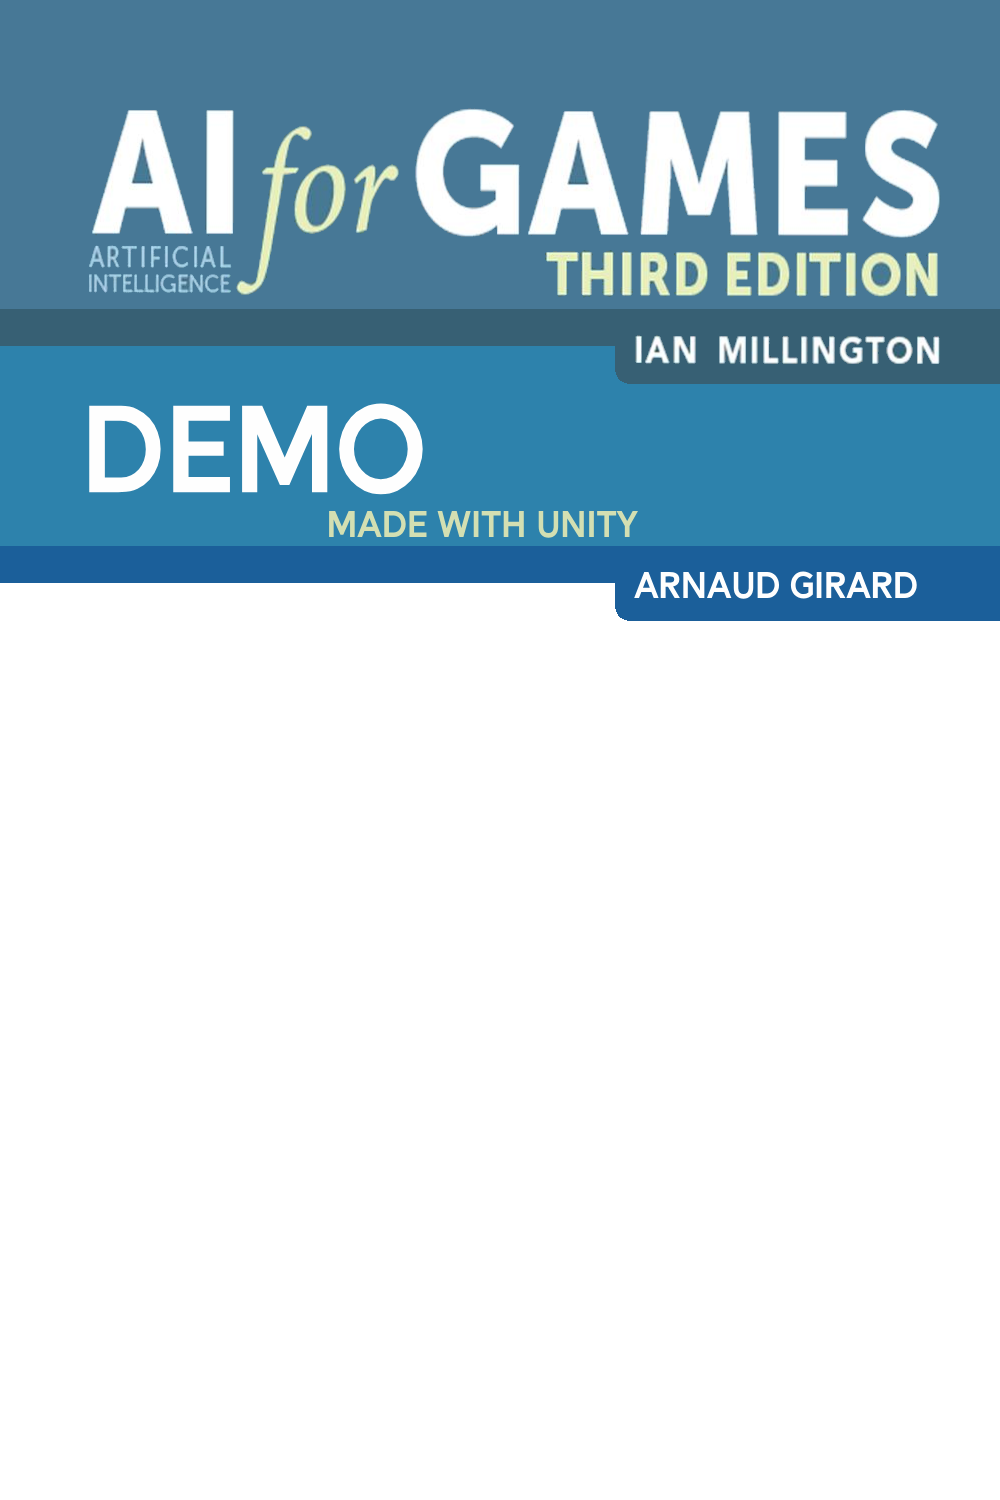 AI for GAMES
ARTIFICIAL
INTELLIGENCE
THIRD EDITION
IAN MILLINGTON
DEMO
MADE WITH UNITY
ARNAUD GIRARD